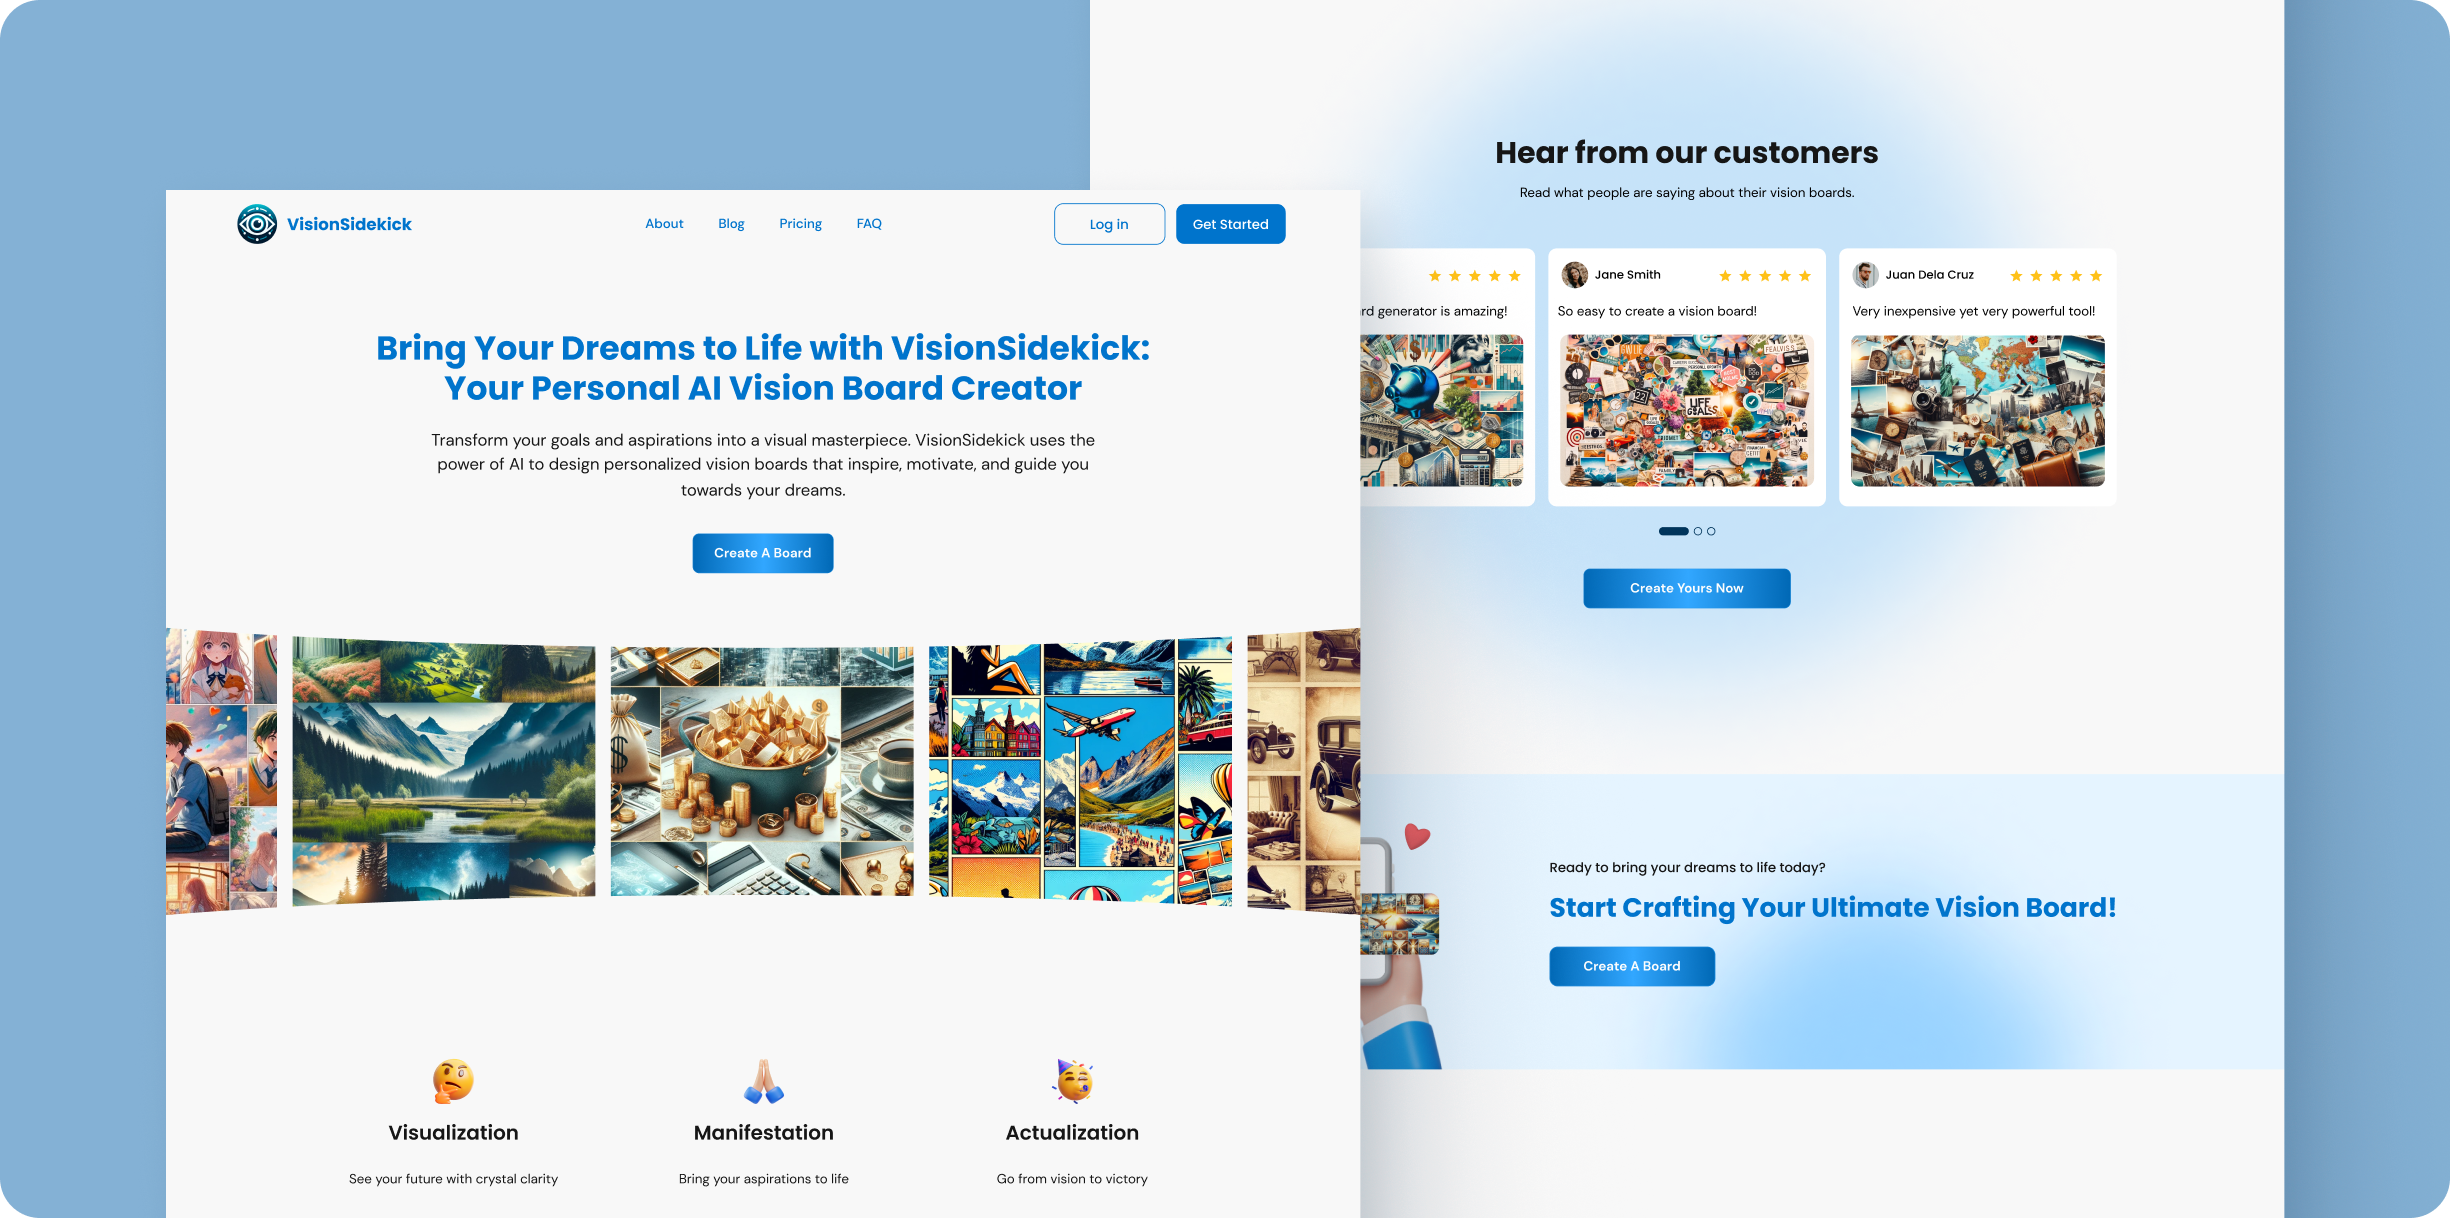 VisionSidekick
About
Blog
Pricing
FAQ
Log in
Get Started
Bring Your Dreams to Life with VisionSidekick:
Your Personal AI Vision Board Creator
Transform your goals and aspirations into a visual masterpiece. VisionSidekick uses the
power of AI to design personalized vision boards that inspire, motivate, and guide you
towards your dreams.
Create A Board
Visualization
See your future with crystal clarity
Manifestation
Bring your aspirations to life
Actualization
Go from vision to victory
Hear from our customers
Read what people are saying about their vision boards.
rd generator is amazing!
Jane Smith
So easy to create a vision board!
LIFE
GOALS
Juan Dela Cruz
Very inexpensive yet very powerful tool!
Create Yours Now
Ready to bring your dreams to life today?
Start Crafting Your Ultimate Vision Board!
Create A Board